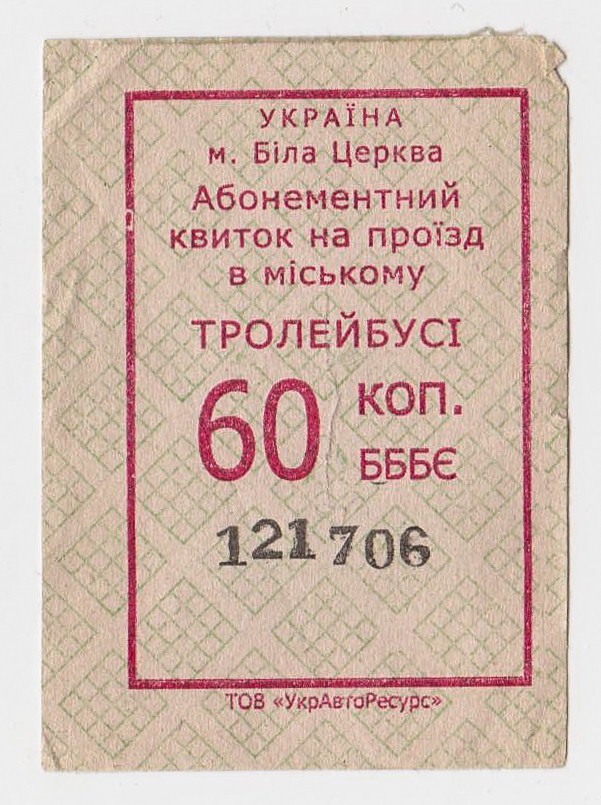 УКРАЇНА
м. Біла Церква
Абонементний
квиток на проїзд
в міському
ТРОЛЕЙБУСІ
60 КОП.
БББЄ
121706
ТОВ «УкрАвтоРесурс»